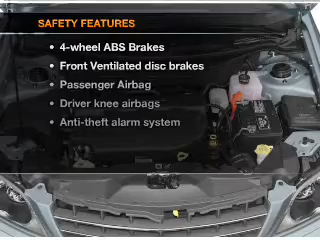 SAFETY FEATURES
• 4-wheel ABS Brakes
• Front Ventilated disc brakes
• Passenger Airbag
• Driver knee airbags
• Anti-theft alarm system